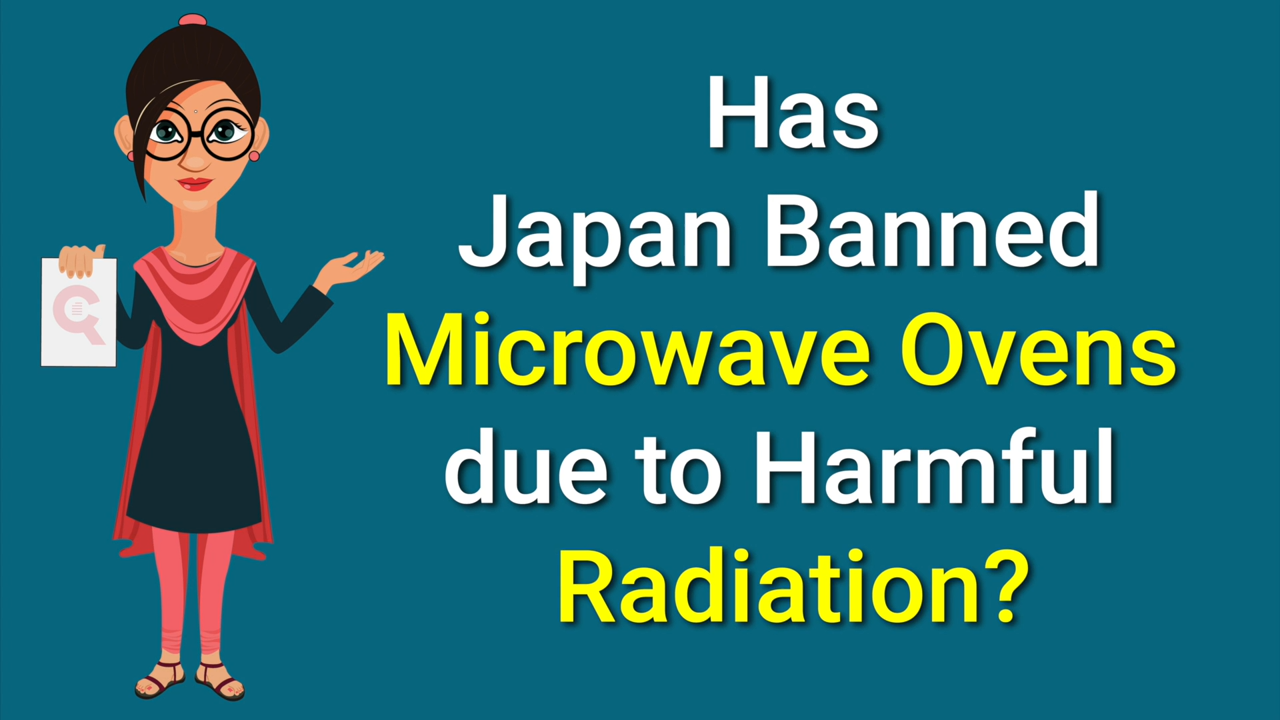 Has
Japan Banned
Microwave Ovens
due to Harmful
Radiation?